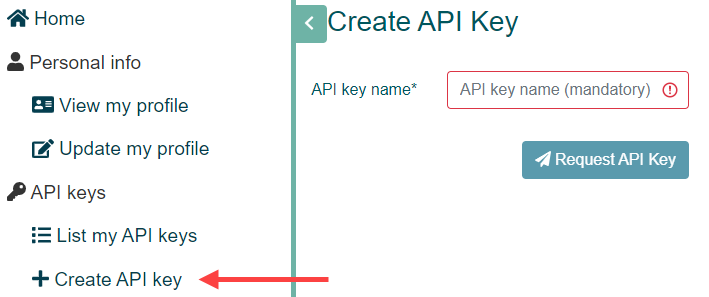 Home
Personal info
View my profile
Update my profile
API keys
List my API keys
Create API key
Create API Key
API key name*
API key name (mandatory)
Request API Key